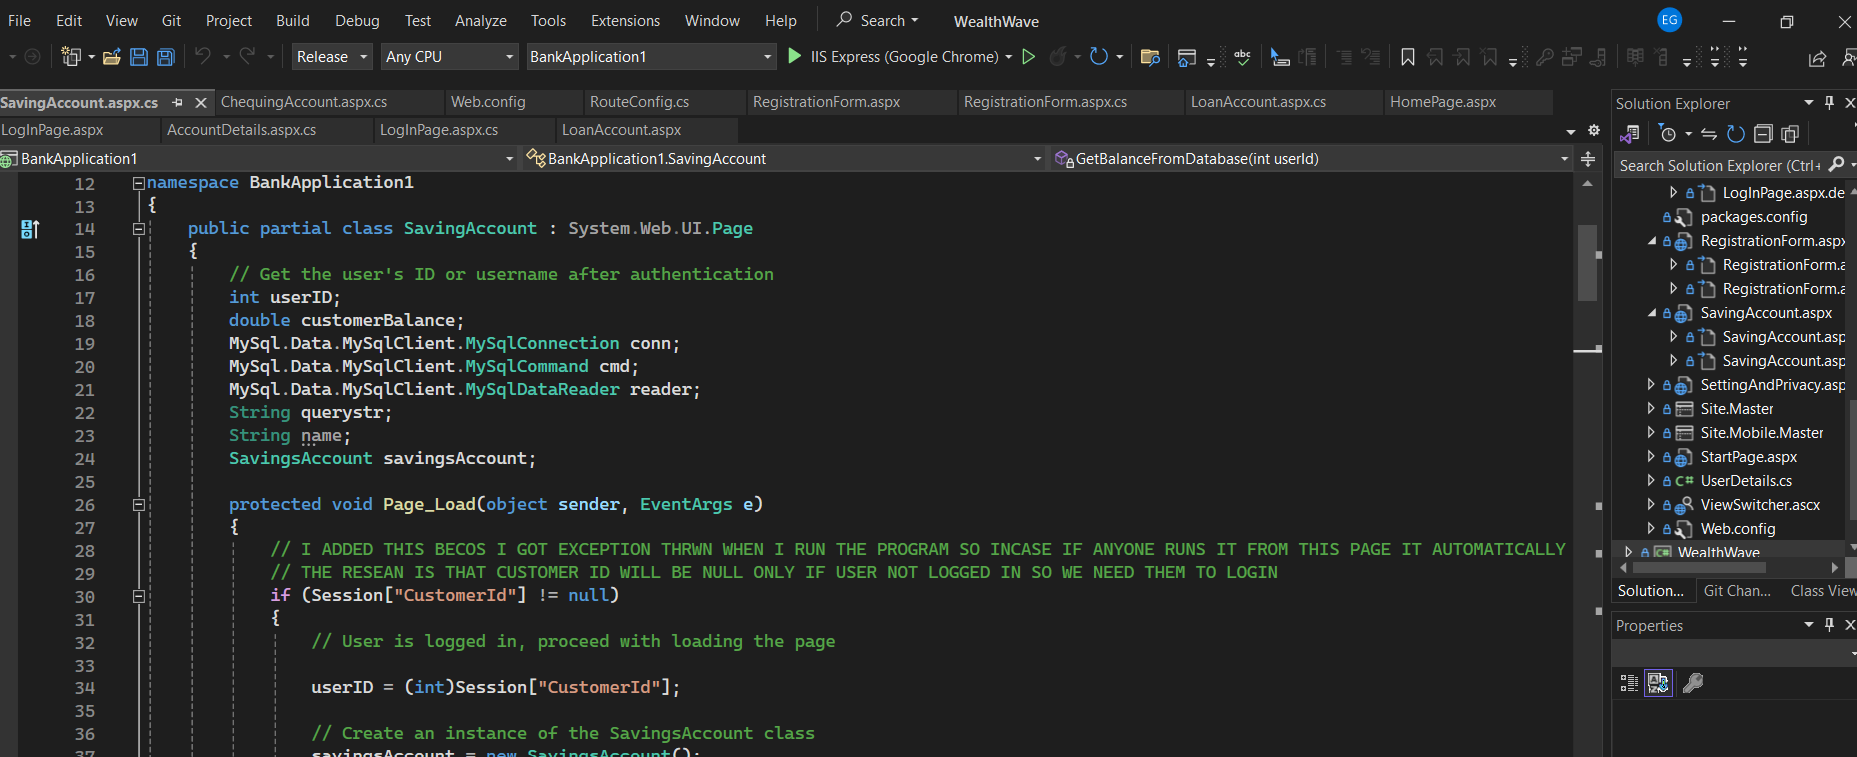 File Edit View Git Project Build Debug Test Analyze Tools Extensions Window Help Search WealthWave EG
Release Any CPU BankApplication1 IIS Express (Google Chrome) abc
SavingAccount.aspx.cs ChequingAccount.aspx.cs Web.config RouteConfig.cs RegistrationForm.aspx RegistrationForm.aspx.cs LoanAccount.aspx.cs HomePage.aspx
LogInPage.aspx AccountDetails.aspx.cs LogInPage.aspx.cs LoanAccount.aspx
BankApplication1 BankApplication1.SavingAccount GetBalanceFromDatabase(int userId)
12 namespace BankApplication1
13 {
14 public partial class SavingAccount : System.Web.UI.Page
15 {
16 // Get the user's ID or username after authentication
17 int userID;
18 double customerBalance;
19 MySql.Data.MySqlClient.MySqlConnection conn;
20 MySql.Data.MySqlClient.MySqlCommand cmd;
21 MySql.Data.MySqlClient.MySqlDataReader reader;
22 String querystr;
23 String name;
24 SavingsAccount savingsAccount;
25
26 protected void Page_Load(object sender, EventArgs e)
27 {
28 // I ADDED THIS BECOS I GOT EXCEPTION THRWN WHEN I RUN THE PROGRAM SO INCASE IF ANYONE RUNS IT FROM THIS PAGE IT AUTOMATICALLY
29 // THE RESEAN IS THAT CUSTOMER ID WILL BE NULL ONLY IF USER NOT LOGGED IN SO WE NEED THEM TO LOGIN
30 if (Session["CustomerId"] != null)
31 {
32 // User is logged in, proceed with loading the page
33
34 userID = (int)Session["CustomerId"];
35
36 // Create an instance of the SavingsAccount class
37 savingsAccount = new SavingsAccount();
Solution Explorer
Search Solution Explorer (Ctrl+
LogInPage.aspx.de
packages.config
RegistrationForm.aspx
RegistrationForm.a
RegistrationForm.a
SavingAccount.aspx
SavingAccount.asp
SavingAccount.asp
SettingAndPrivacy.asp
Site.Master
Site.Mobile.Master
StartPage.aspx
C# UserDetails.cs
ViewSwitcher.ascx
Web.config
WealthWave
Solution... Git Chan... Class View
Properties